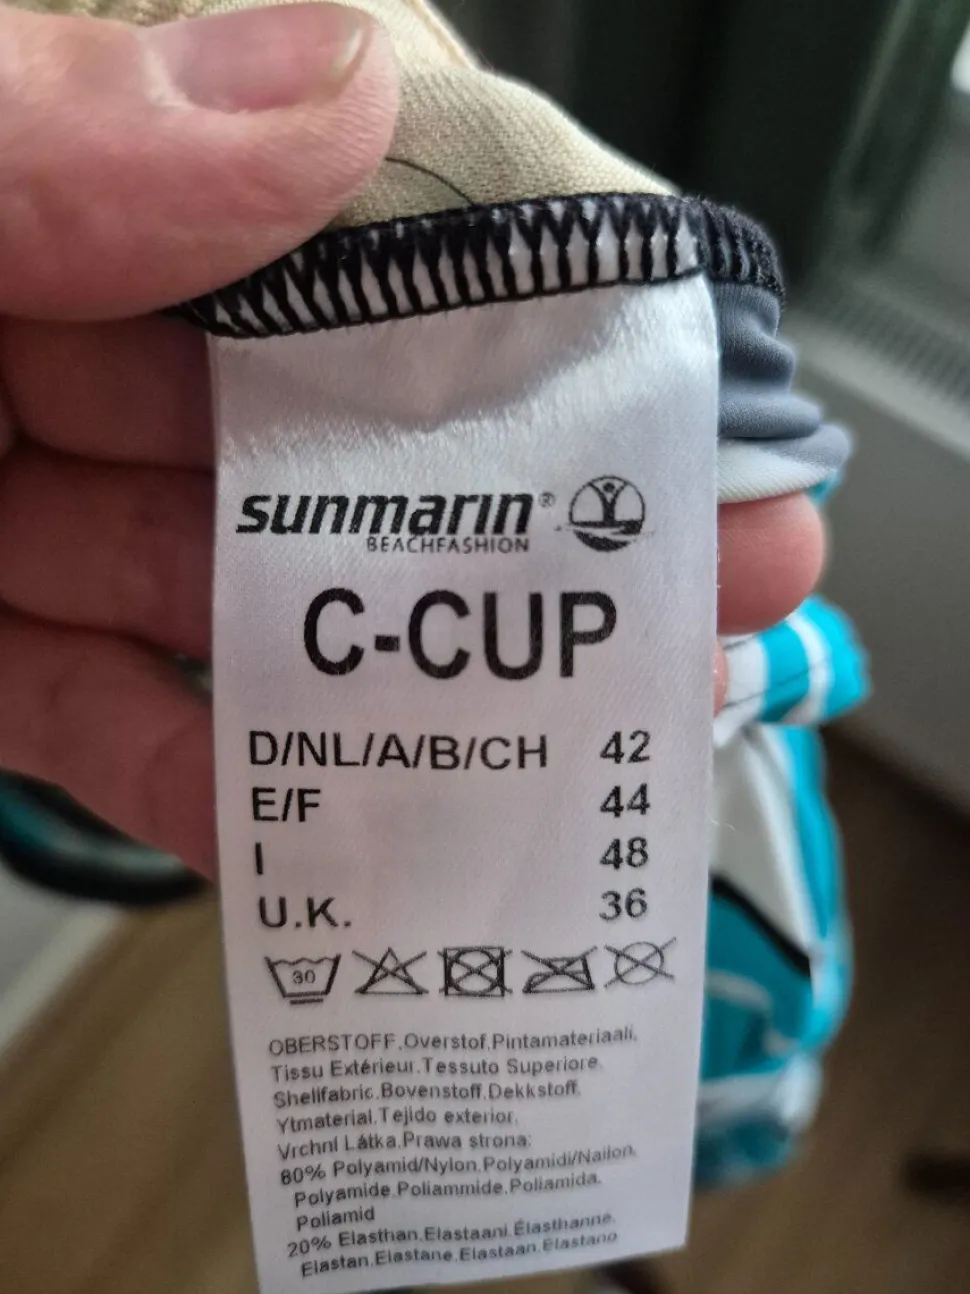 sunmarin®
BEACHFASHION
C-CUP
D/NL/A/B/CH 42
E/F 44
I 48
U.K. 36
30
OBERSTOFF.Overstof.Pintamateriaali.
Tissu Extérieur.Tessuto Superiore.
Shellfabric.Bovenstoff.Dekkstoff.
Ytmaterial.Tejido exterior.
Vrchní Látka.Prawa strona:
80% Polyamid/Nylon.Polyamidi/Nailon.
Polyamide.Poliammide.Poliamida.
Poliamid
20% Elasthan.Elastaani.Élasthanne.
Elastan.Elastane.Elastaan.Elastano